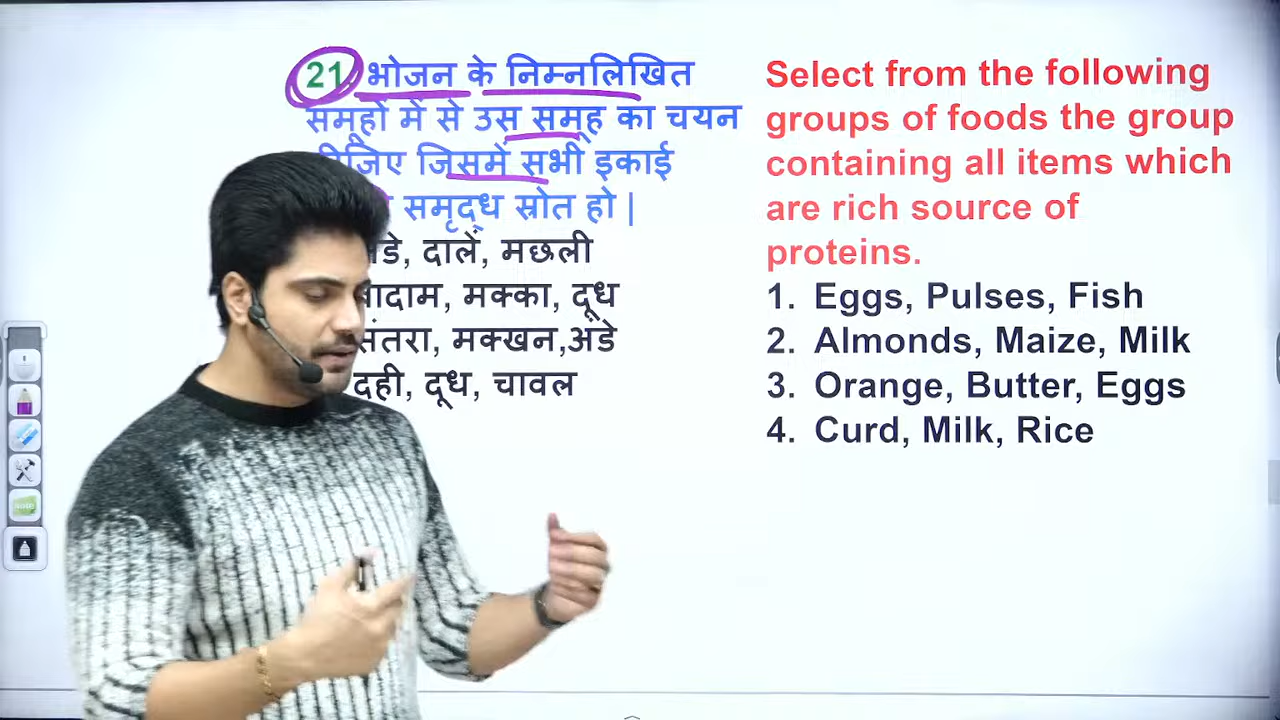 21 भोजन के निम्नलिखित
समूहों में से उस समूह का चयन
जिसमें सभी इकाई
समृद्ध स्रोत हो |
दालें, मछली
मक्का, दूध
संतरा, मक्खन,अंडे
दही, दूध, चावल
Select from the following
groups of foods the group
containing all items which
are rich source of
proteins.
1. Eggs, Pulses, Fish
2. Almonds, Maize, Milk
3. Orange, Butter, Eggs
4. Curd, Milk, Rice